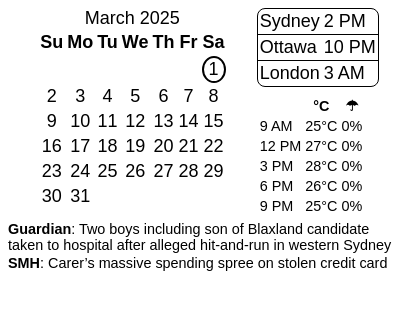 March 2025
Su Mo Tu We Th Fr Sa
1
2 3 4 5 6 7 8
9 10 11 12 13 14 15
16 17 18 19 20 21 22
23 24 25 26 27 28 29
30 31
Sydney 2 PM
Ottawa 10 PM
London 3 AM
°C ☂
9 AM 25°C 0%
12 PM 27°C 0%
3 PM 28°C 0%
6 PM 26°C 0%
9 PM 25°C 0%
Guardian: Two boys including son of Blaxland candidate
taken to hospital after alleged hit-and-run in western Sydney
SMH: Carer’s massive spending spree on stolen credit card